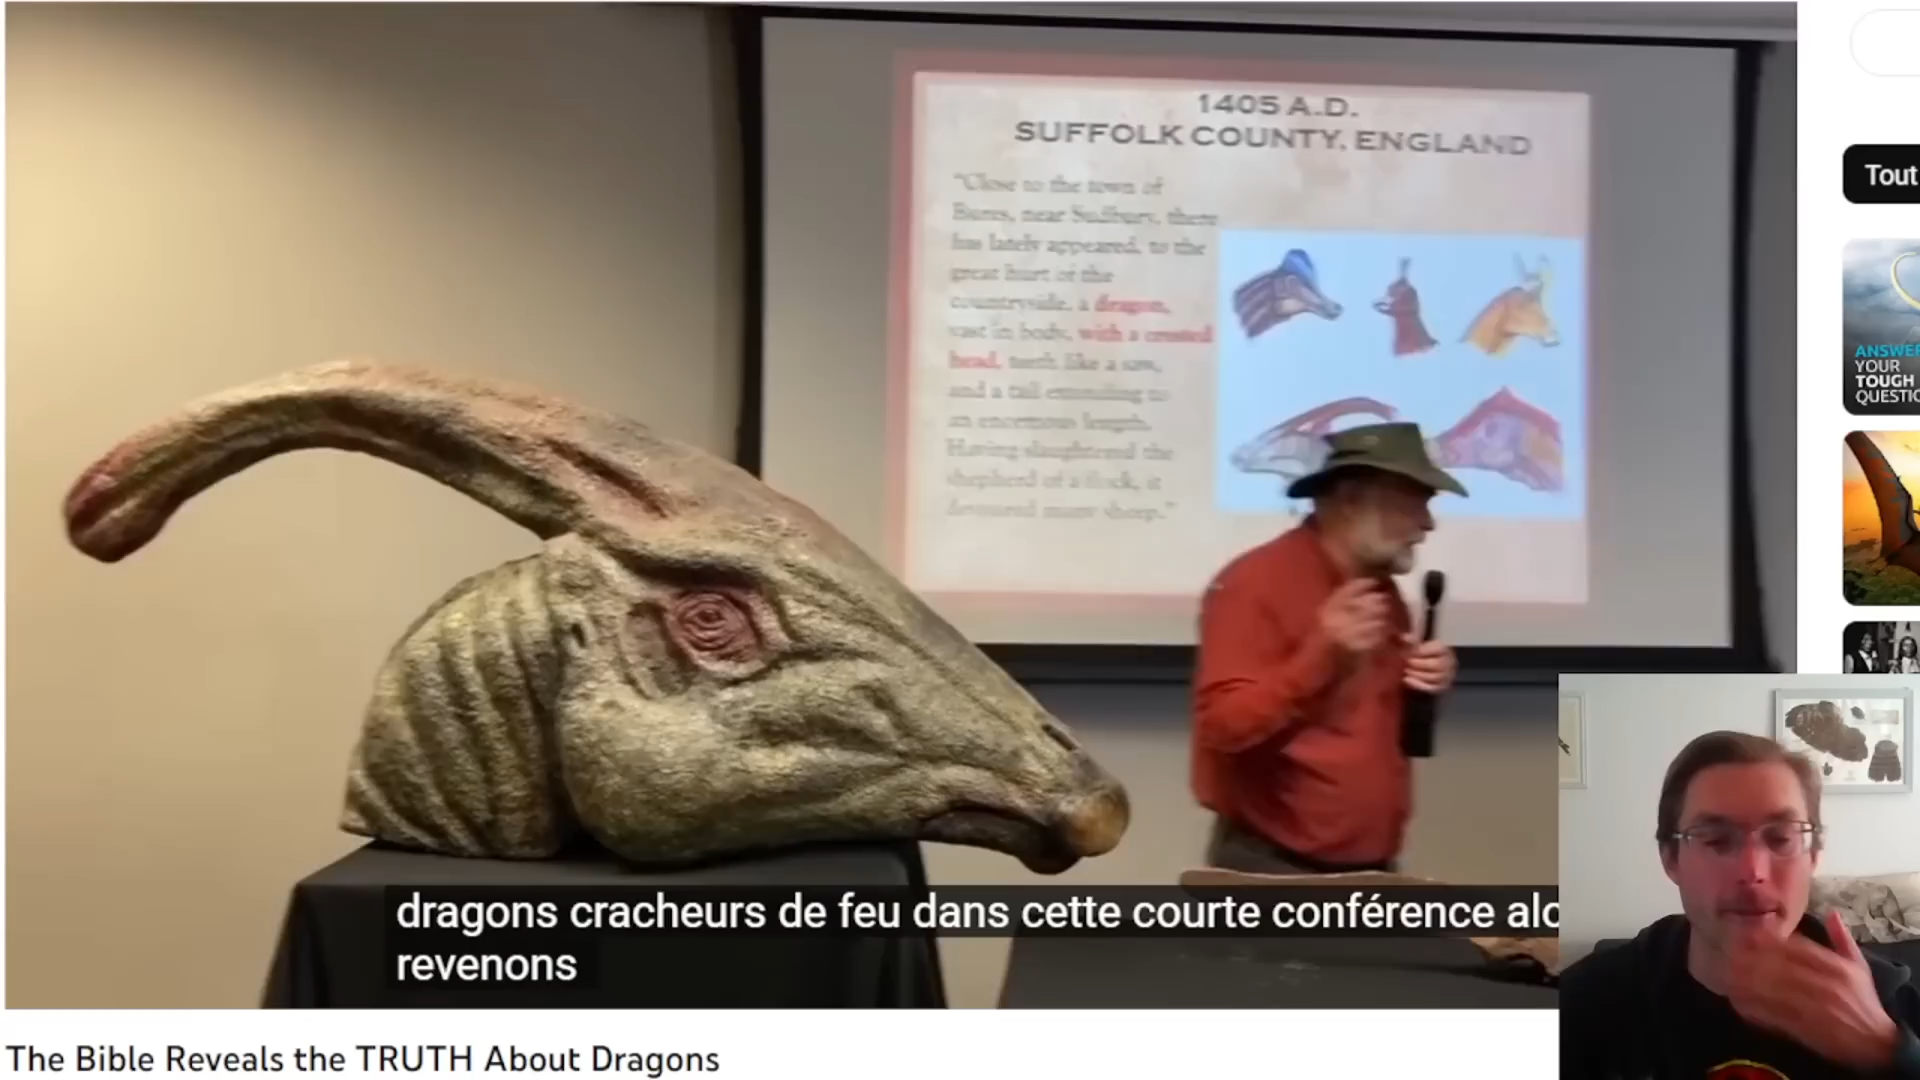 1405 A.D.
SUFFOLK COUNTY, ENGLAND
"Close to the town of
Bures, near Sudbury, there
has lately appeared, to the
great hurt of the
countryside, a dragon,
vast in body, with a crested
head, teeth like a saw,
and a tail extending to
an enormous length.
Having slaughtered the
shepherd of a flock, it
devoured many sheep."
Tout
ANSWE
YOUR
TOUGH
QUESTIO
dragons cracheurs de feu dans cette courte conférence alo
revenons
The Bible Reveals the TRUTH About Dragons